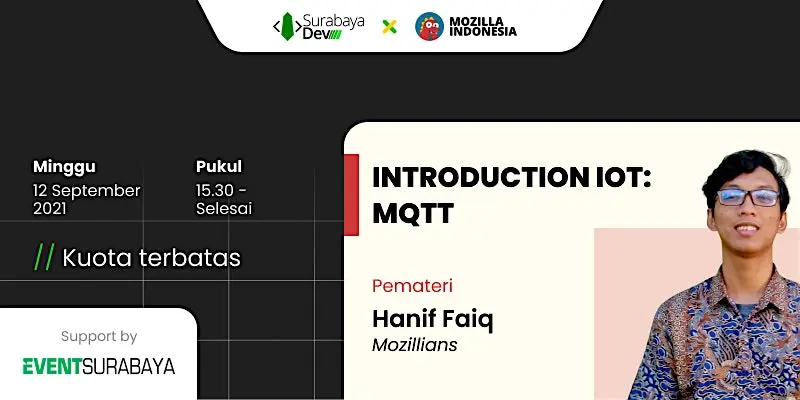 Surabaya
Dev
MOZILLA
INDONESIA
Minggu
12 September
2021
Pukul
15.30 -
Selesai
// Kuota terbatas
Support by
EVENTSURABAYA
INTRODUCTION IOT:
MQTT
Pemateri
Hanif Faiq
Mozillians